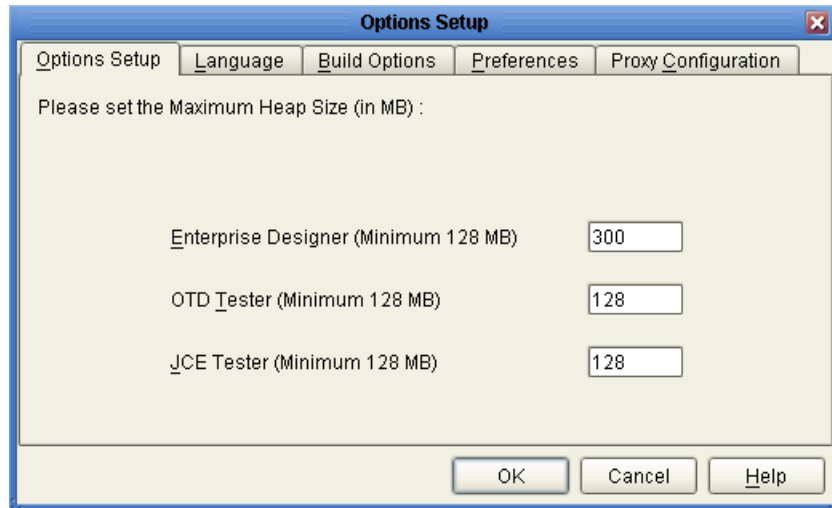 Options Setup
Options Setup Language Build Options Preferences Proxy Configuration
Please set the Maximum Heap Size (in MB) :
Enterprise Designer (Minimum 128 MB) 300
OTD Tester (Minimum 128 MB) 128
JCE Tester (Minimum 128 MB) 128
OK Cancel Help